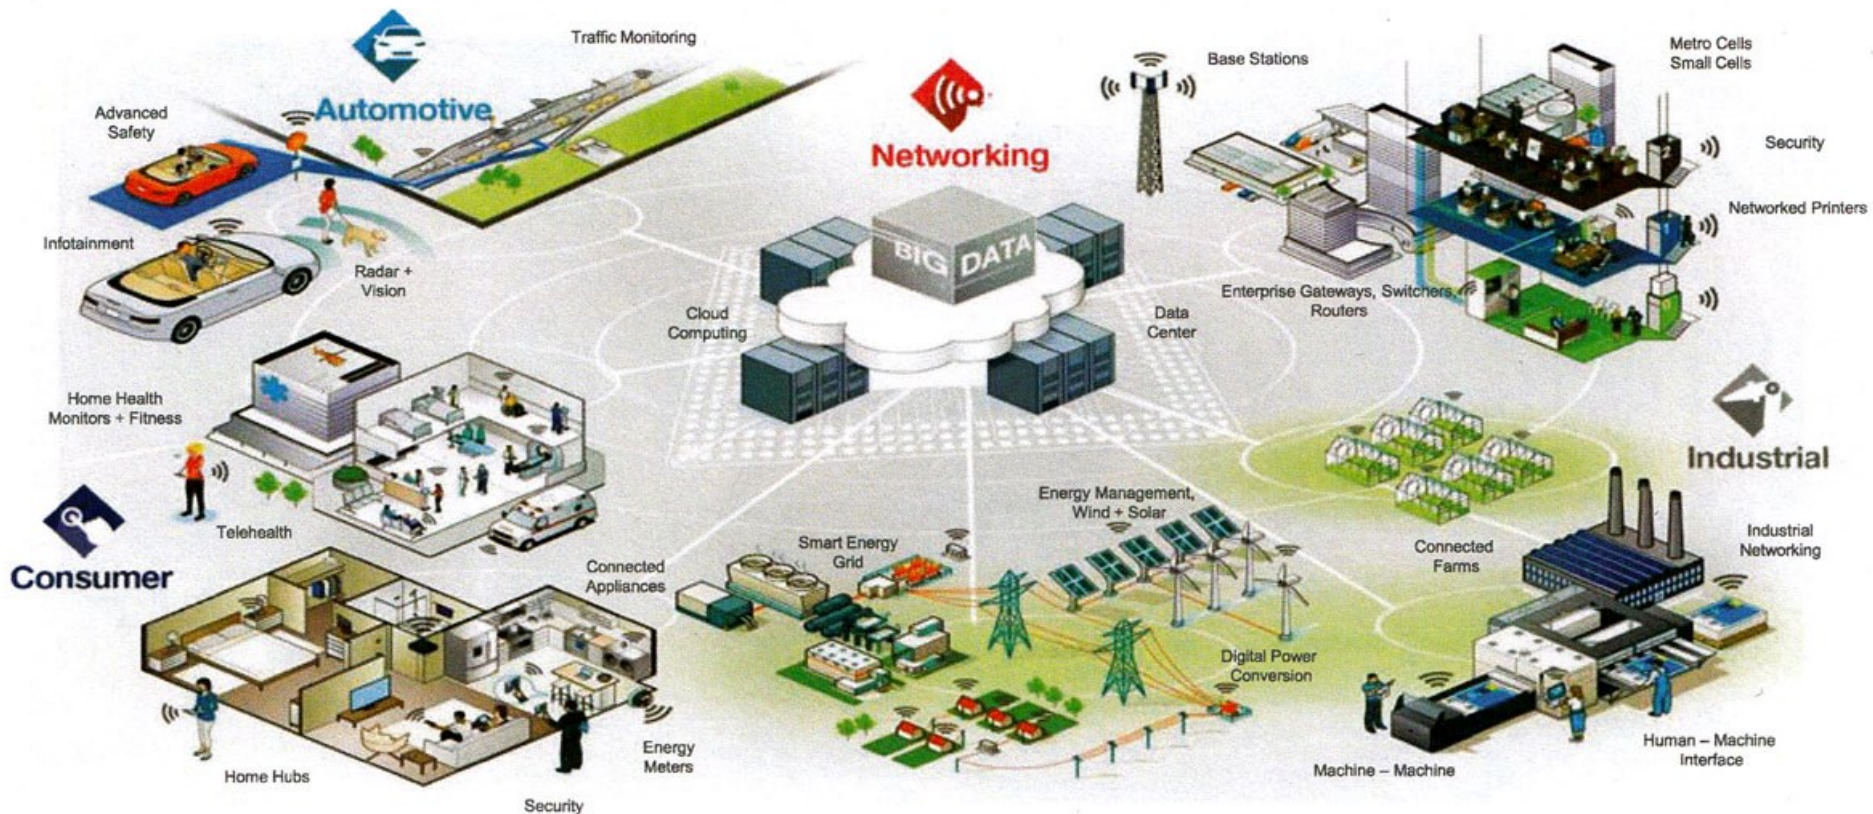 Traffic Monitoring
Automotive
Advanced
Safety
Infotainment
Radar +
Vision
Networking
Base Stations
Metro Cells
Small Cells
Security
Networked Printers
Enterprise Gateways, Switchers,
Routers
BIG DATA
Cloud
Computing
Data
Center
Home Health
Monitors + Fitness
Telehealth
Consumer
Connected
Appliances
Home Hubs
Security
Energy
Meters
Smart Energy
Grid
Energy Management,
Wind + Solar
Digital Power
Conversion
Industrial
Connected
Farms
Industrial
Networking
Machine – Machine
Human – Machine
Interface